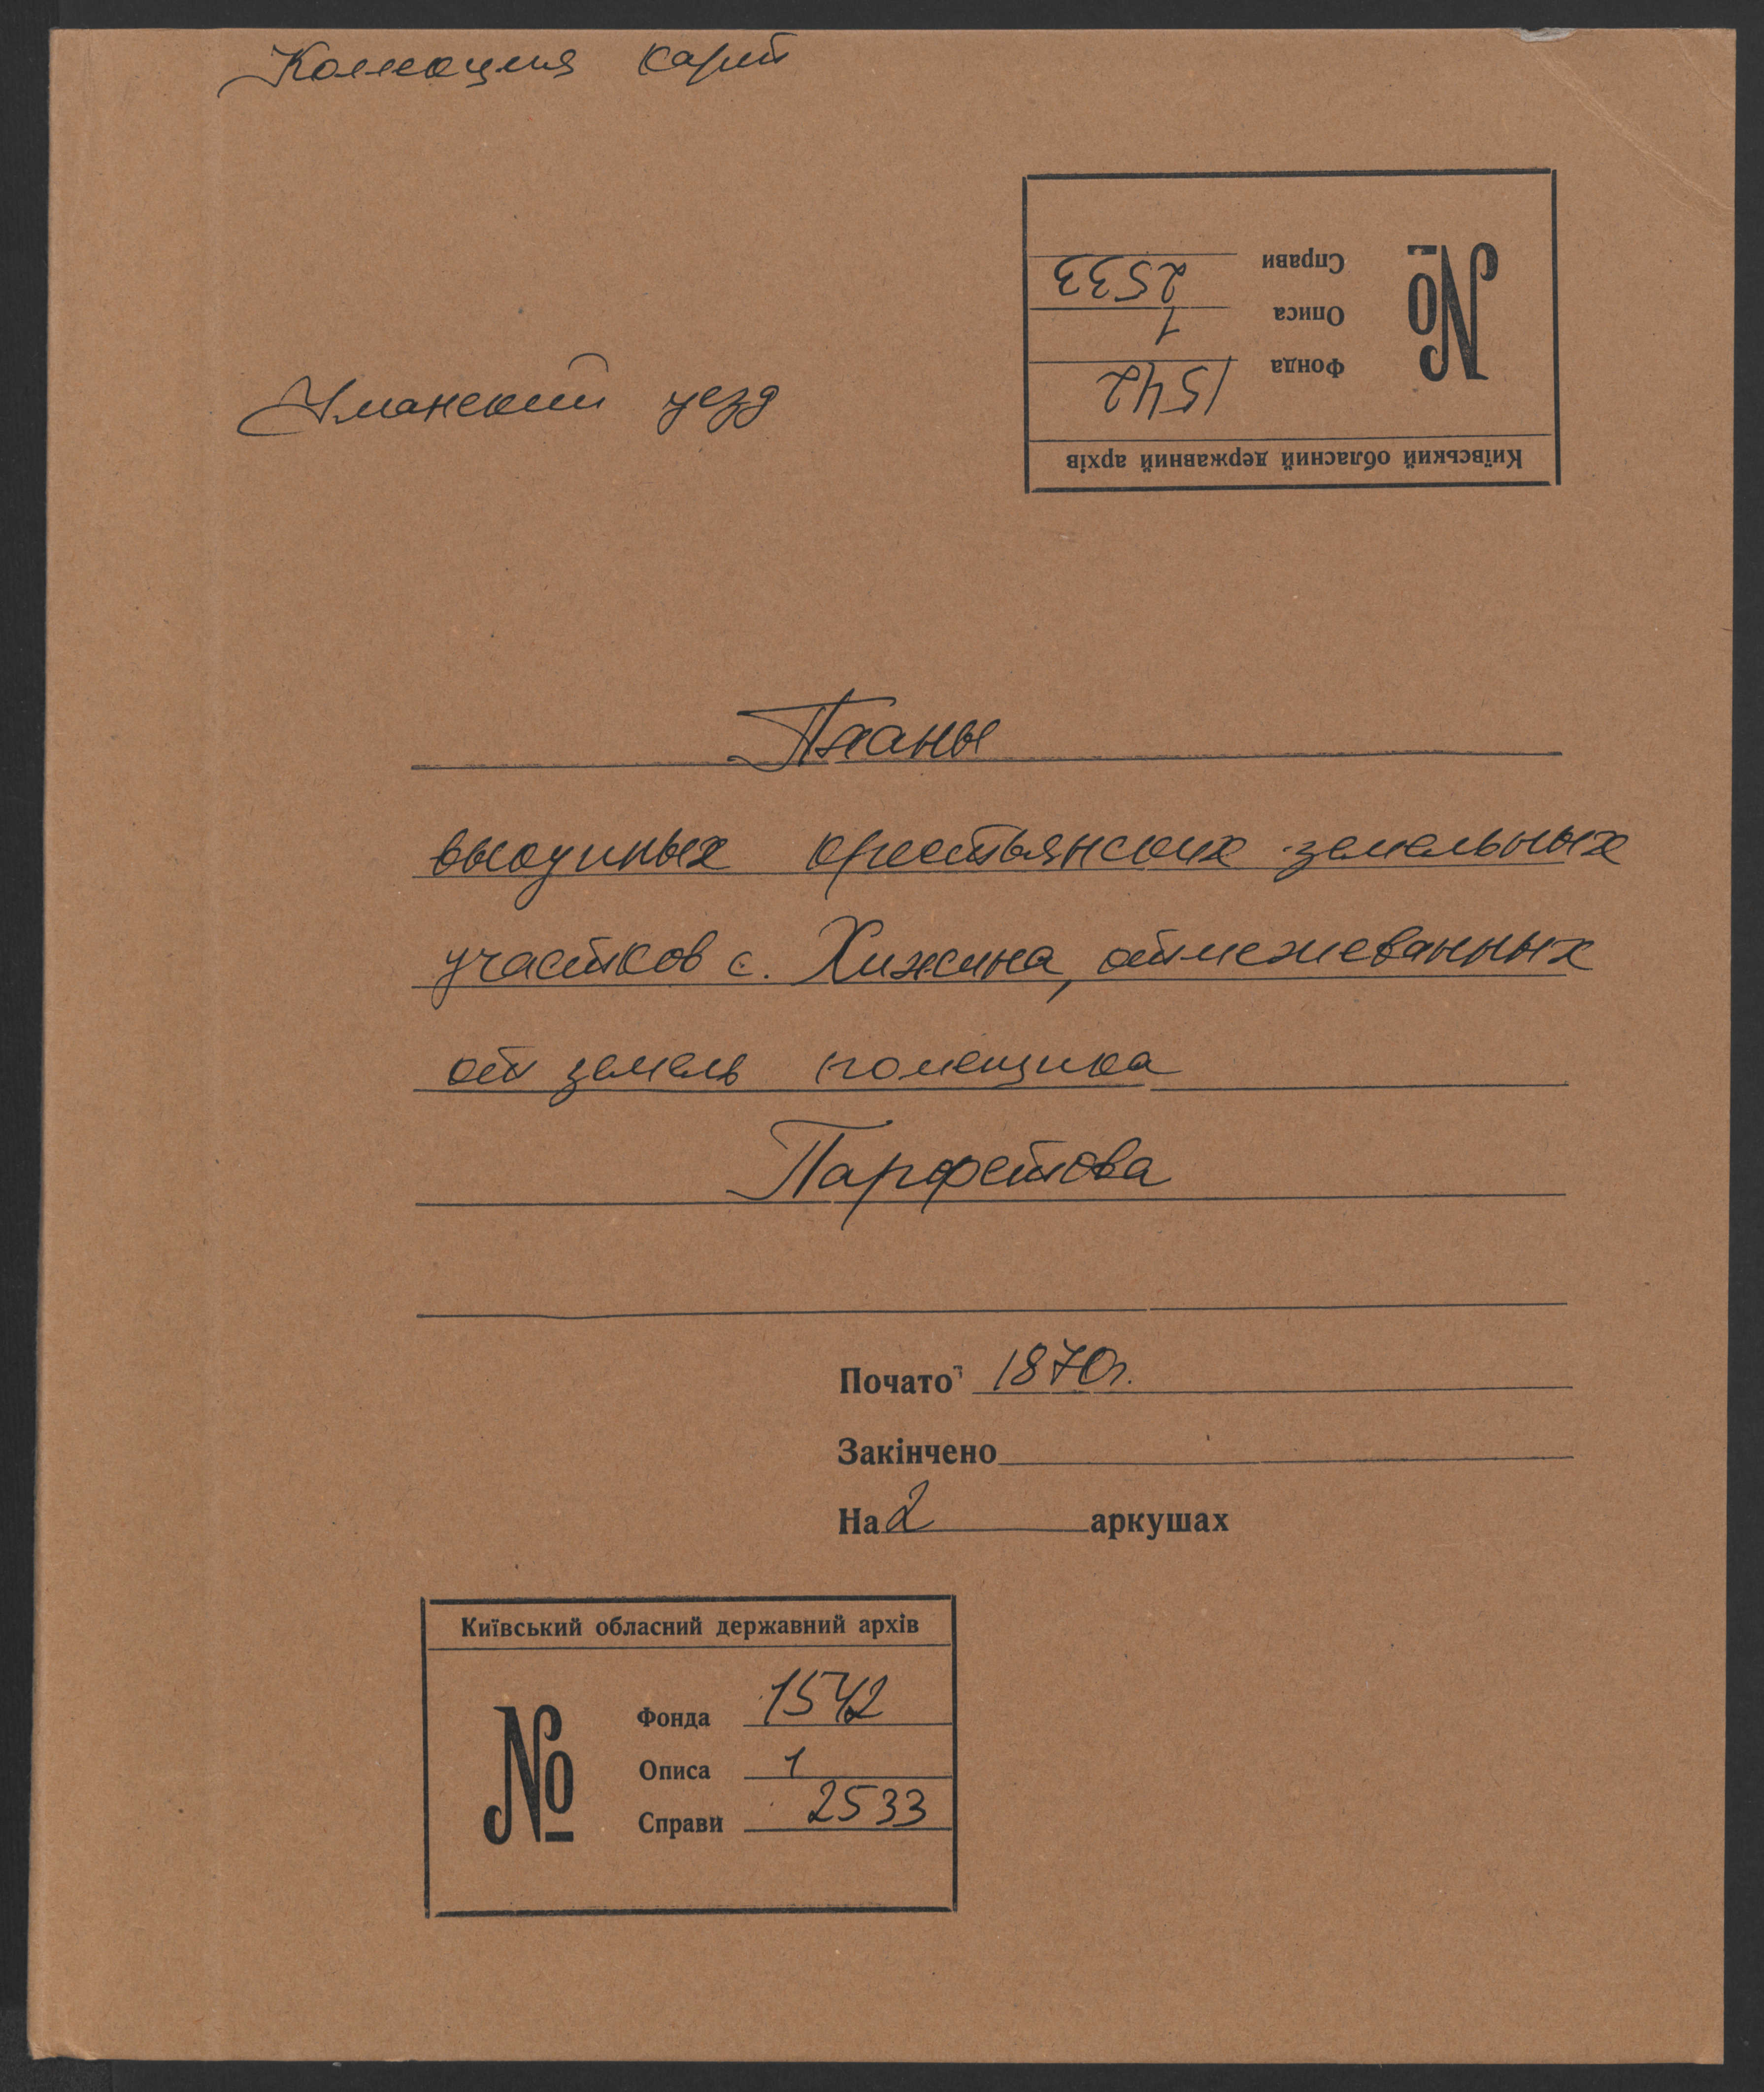 Коллекция карт
Справи 2533
Описа 1
Фонда 1542
№
Київський обласний державний архів
Уманский уезд
Планы
выкупных крестьянских земельных
участков с. Хижина, отмежеванных
от земель помещика
Парфетова
Почато 1870г.
Закінчено
На 2 аркушах
Київський обласний державний архів
№
Фонда 1542
Описа 1
Справи 2533